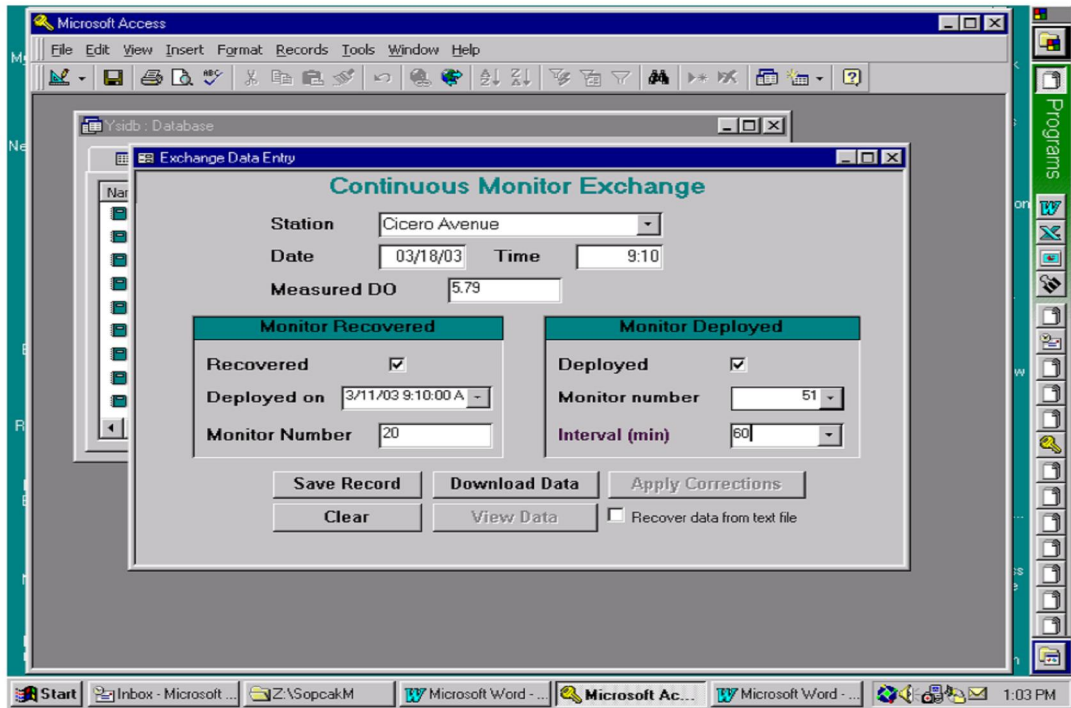 Microsoft Access
File Edit View Insert Format Records Tools Window Help
Ysidb : Database
Exchange Data Entry
Nar
Continuous Monitor Exchange
Station Cicero Avenue
Date 03/18/03 Time 9:10
Measured DO 5.79
Monitor Recovered Monitor Deployed
Recovered Deployed
Deployed on 3/11/03 9:10:00 A Monitor number 51
Monitor Number 20 Interval (min) 60
Save Record Download Data Apply Corrections
Clear View Data Recover data from text file
Programs
Start Inbox - Microsoft ... Z:\SopcakM Microsoft Word - ... Microsoft Ac... Microsoft Word - ... 1:03 PM